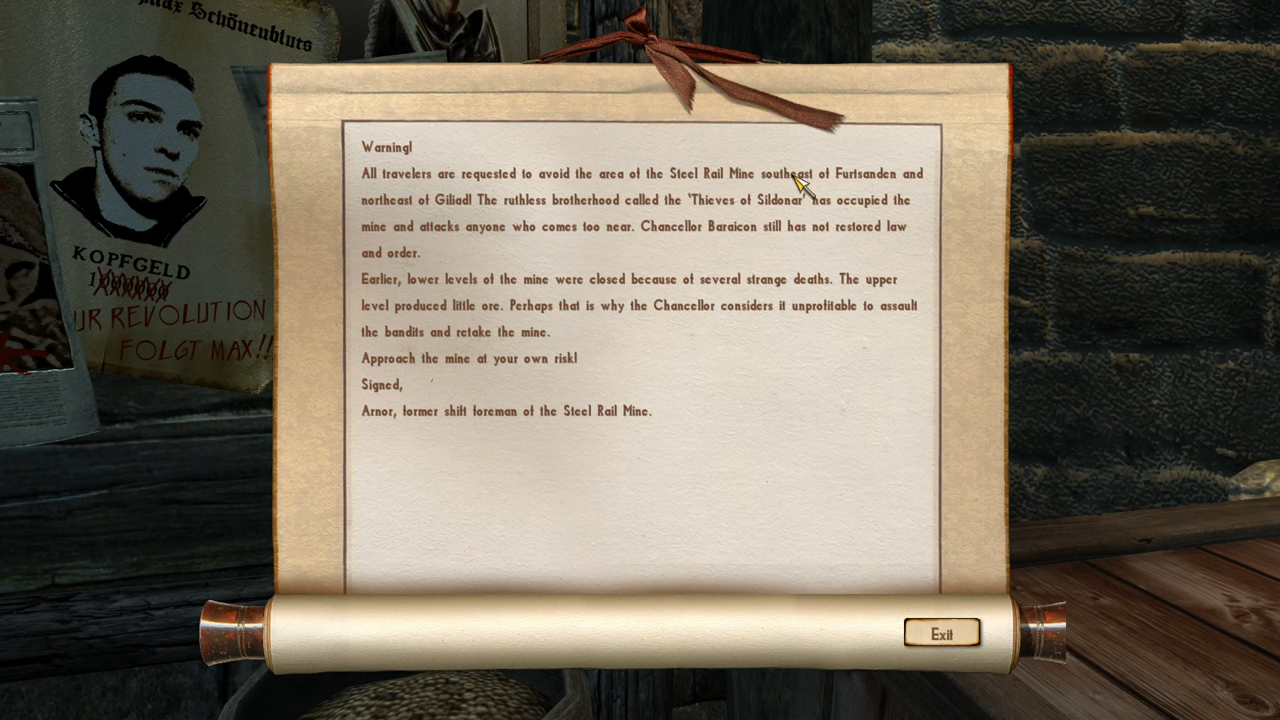 Max Schönenbluts
KOPFGELD
UR REVOLUTION
FOLGT MAX!!
Warning!
All travelers are requested to avoid the area of the Steel Rail Mine southeast of Furtsanden and
northeast of Giliad! The ruthless brotherhood called the 'Thieves of Sildonar' has occupied the
mine and attacks anyone who comes too near. Chancellor Baraicon still has not restored law
and order.
Earlier, lower levels of the mine were closed because of several strange deaths. The upper
level produced little ore. Perhaps that is why the Chancellor considers it unprofitable to assault
the bandits and retake the mine.
Approach the mine at your own risk!
Signed,
Arnor, former shift foreman of the Steel Rail Mine.
Exit